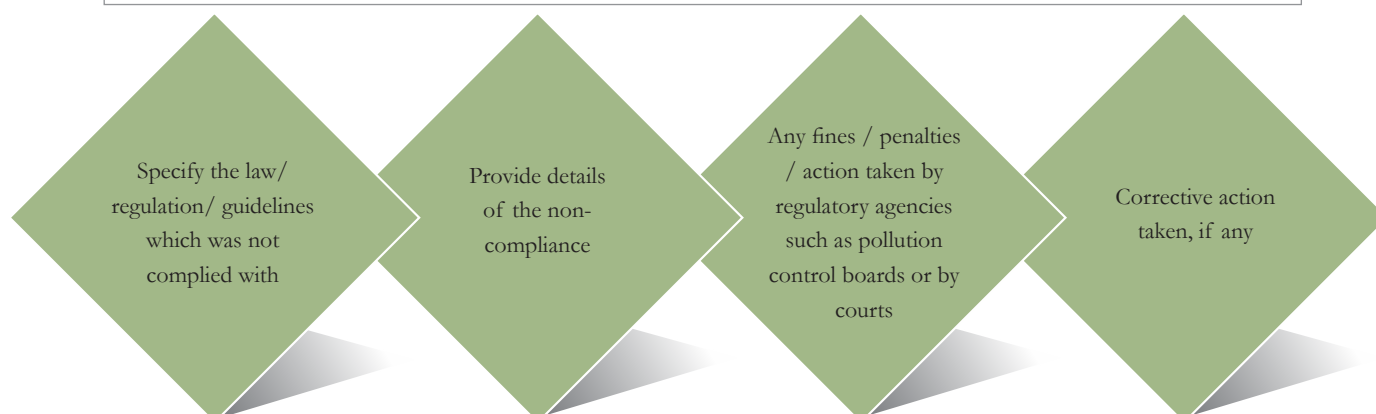 Specify the law/
regulation/ guidelines
which was not
complied with
Provide details
of the non-
compliance
Any fines / penalties
/ action taken by
regulatory agencies
such as pollution
control boards or by
courts
Corrective action
taken, if any